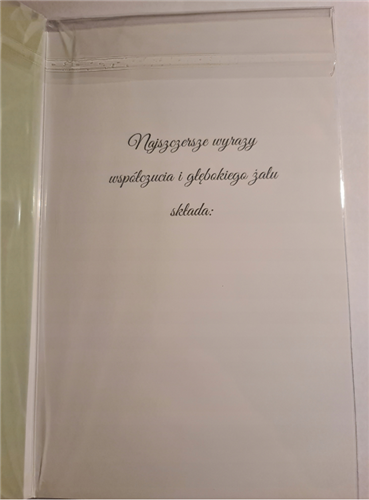 Najszczersze wyrazy
współczucia i głębokiego żalu
składa: